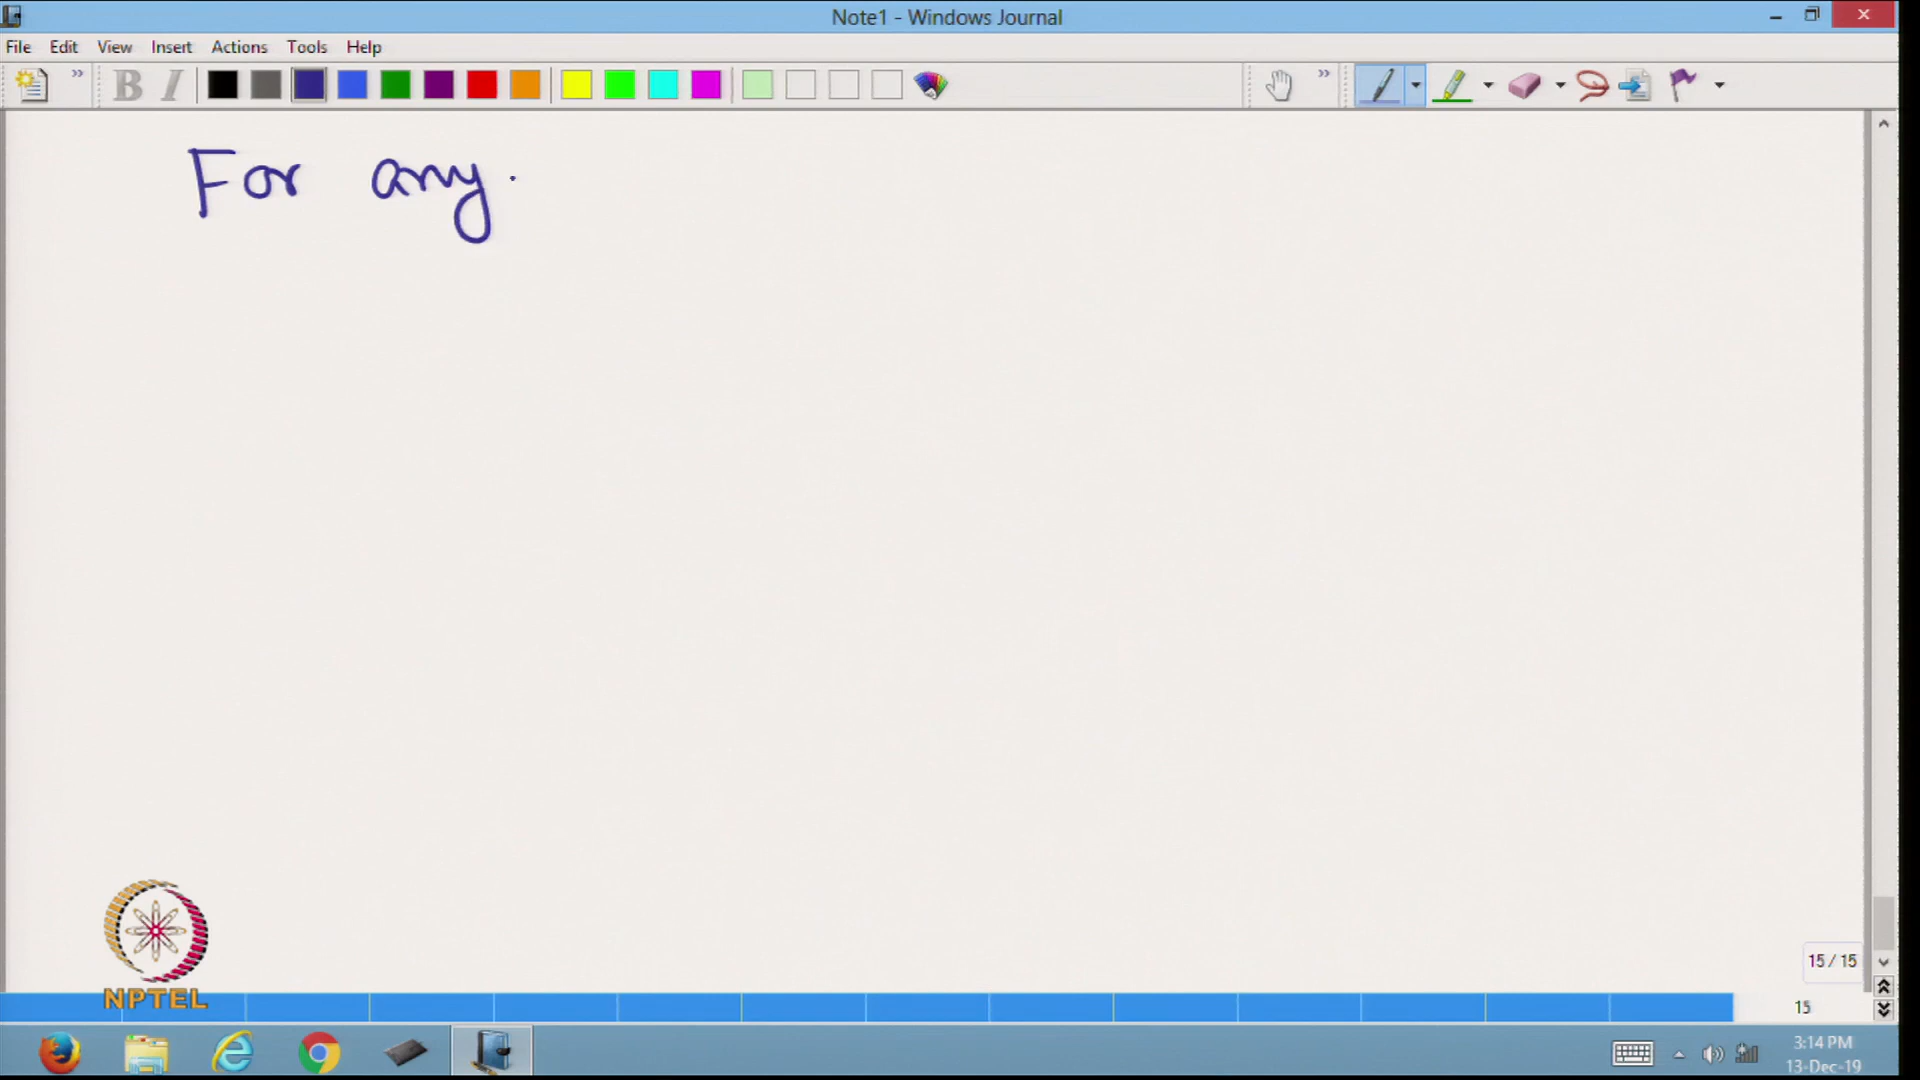 Note1 - Windows Journal
File Edit View Insert Actions Tools Help
B I
For any
15 / 15
NPTEL
15
3:14 PM
13-Dec-19